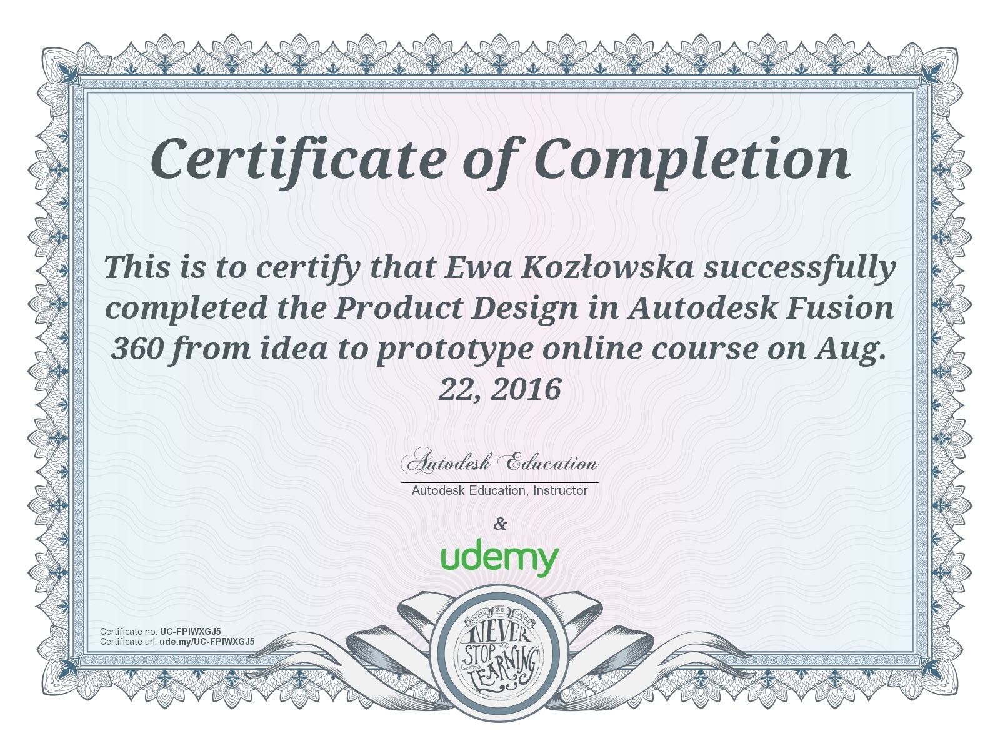 Certificate of Completion
This is to certify that Ewa Kozłowska successfully
completed the Product Design in Autodesk Fusion
360 from idea to prototype online course on Aug.
22, 2016
Autodesk Education
Autodesk Education, Instructor
&
udemy
Certificate no: UC-FPIWXGJ5
Certificate url: ude.my/UC-FPIWXGJ5
ALWAYS BE CURIOUS
NEVER
STOP
LEARNING